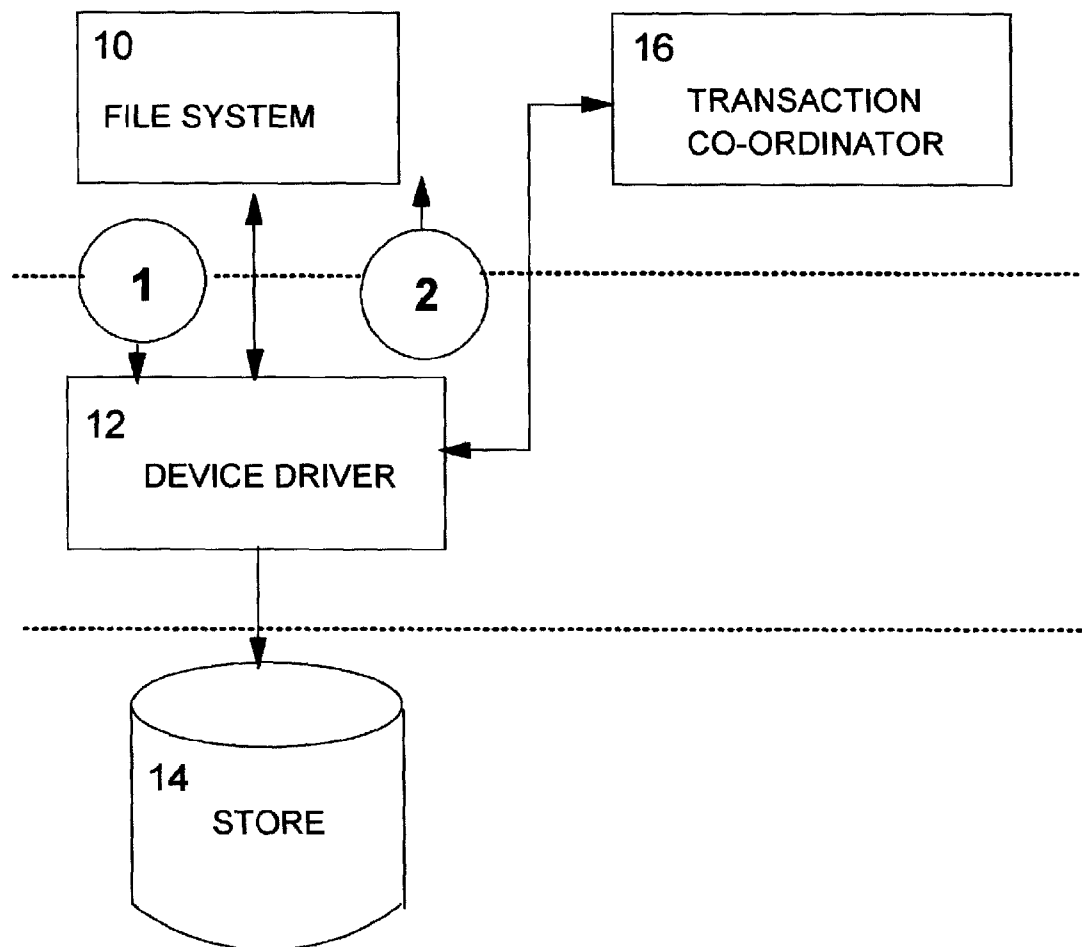 10
FILE SYSTEM
16
TRANSACTION
CO-ORDINATOR
1
2
12
DEVICE DRIVER
14
STORE